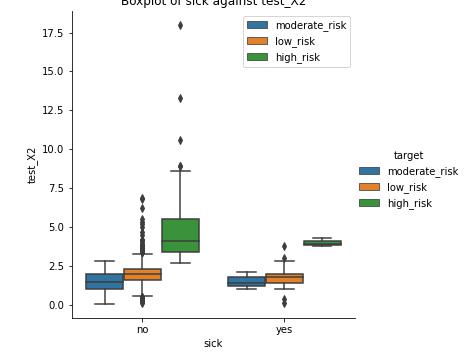 Boxplot of sick against test_X2
moderate_risk
low_risk
high_risk
17.5
15.0
12.5
10.0
7.5
5.0
2.5
0.0
test_X2
target
moderate_risk
low_risk
high_risk
no
yes
sick